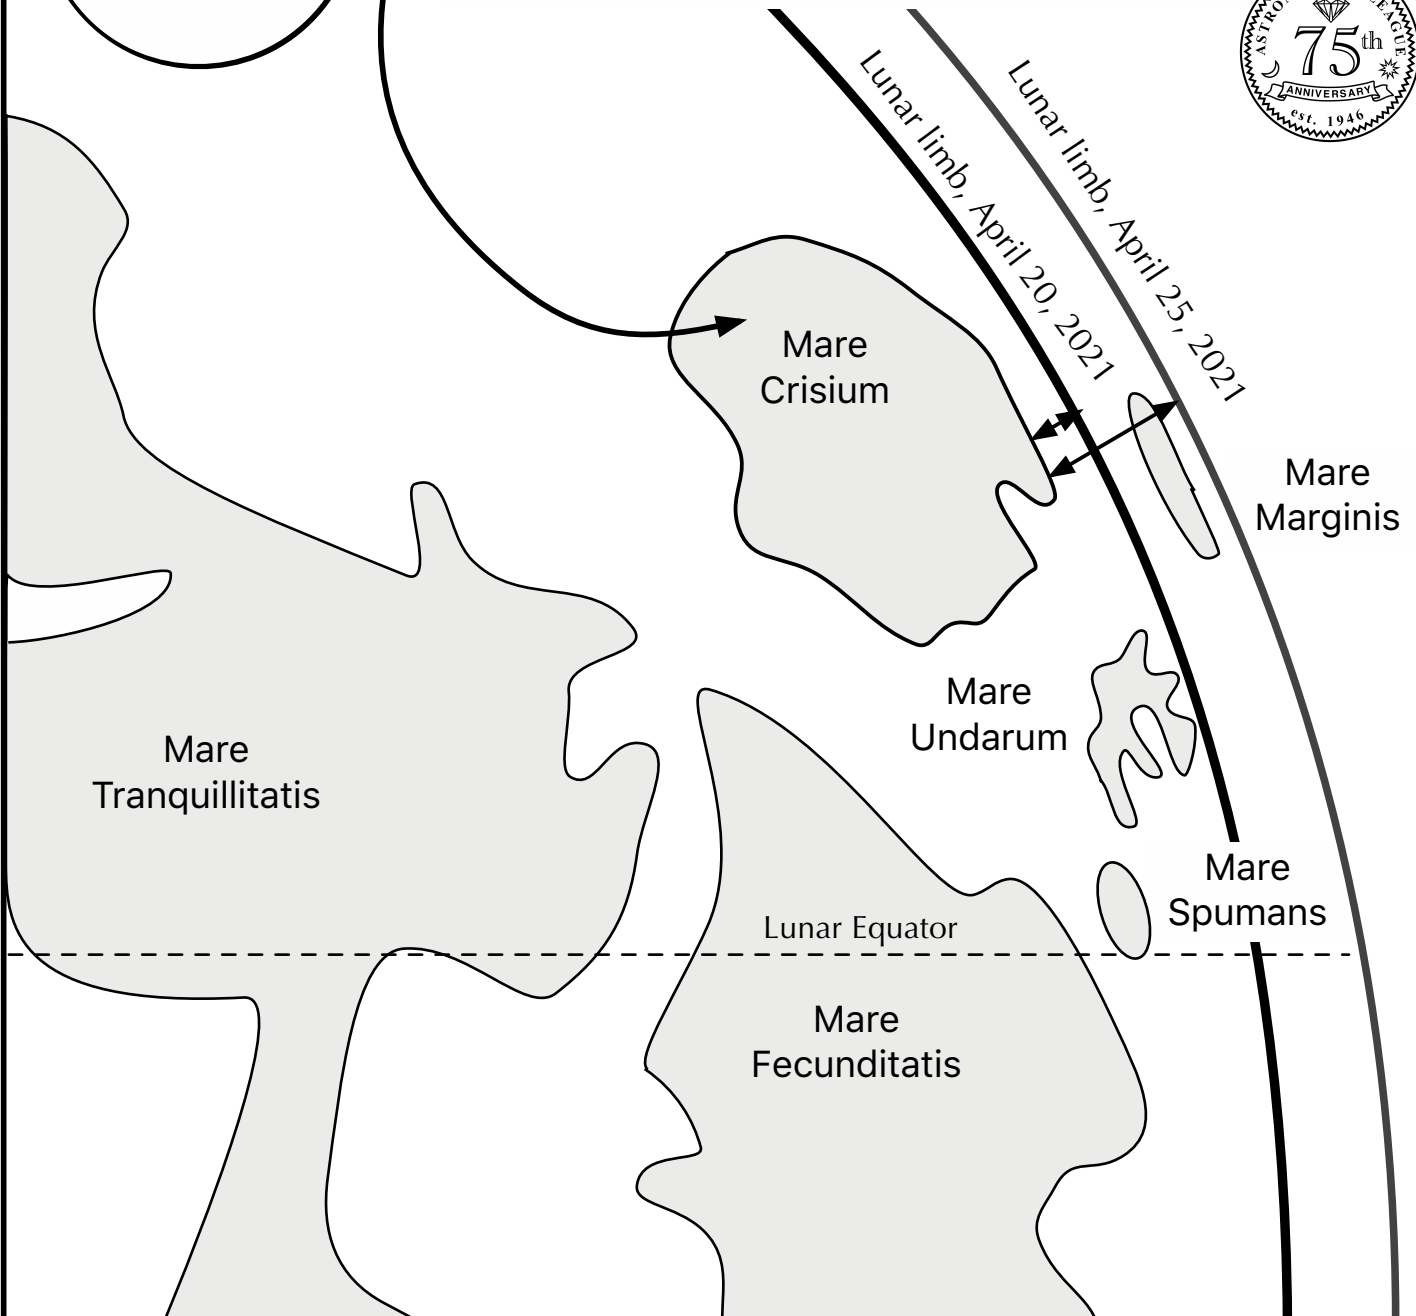 75th
ANNIVERSARY
est. 1946
Lunar limb, April 20, 2021
Lunar limb, April 25, 2021
Mare
Crisium
Mare
Marginis
Mare
Undarum
Mare
Tranquillitatis
Mare
Spumans
Lunar Equator
Mare
Fecunditatis